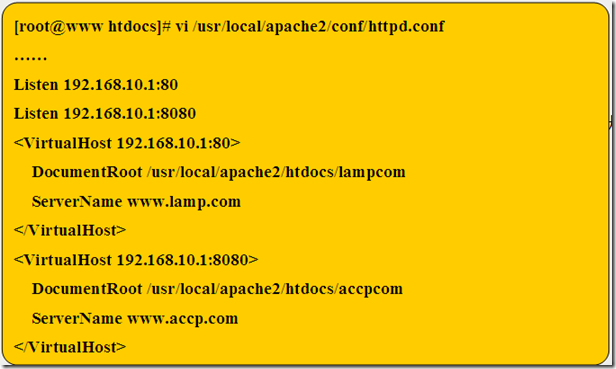 [root@www htdocs]# vi /usr/local/apache2/conf/httpd.conf
……
Listen 192.168.10.1:80
Listen 192.168.10.1:8080
<VirtualHost 192.168.10.1:80>
DocumentRoot /usr/local/apache2/htdocs/lampcom
ServerName www.lamp.com
</VirtualHost>
<VirtualHost 192.168.10.1:8080>
DocumentRoot /usr/local/apache2/htdocs/accpcom
ServerName www.accp.com
</VirtualHost>